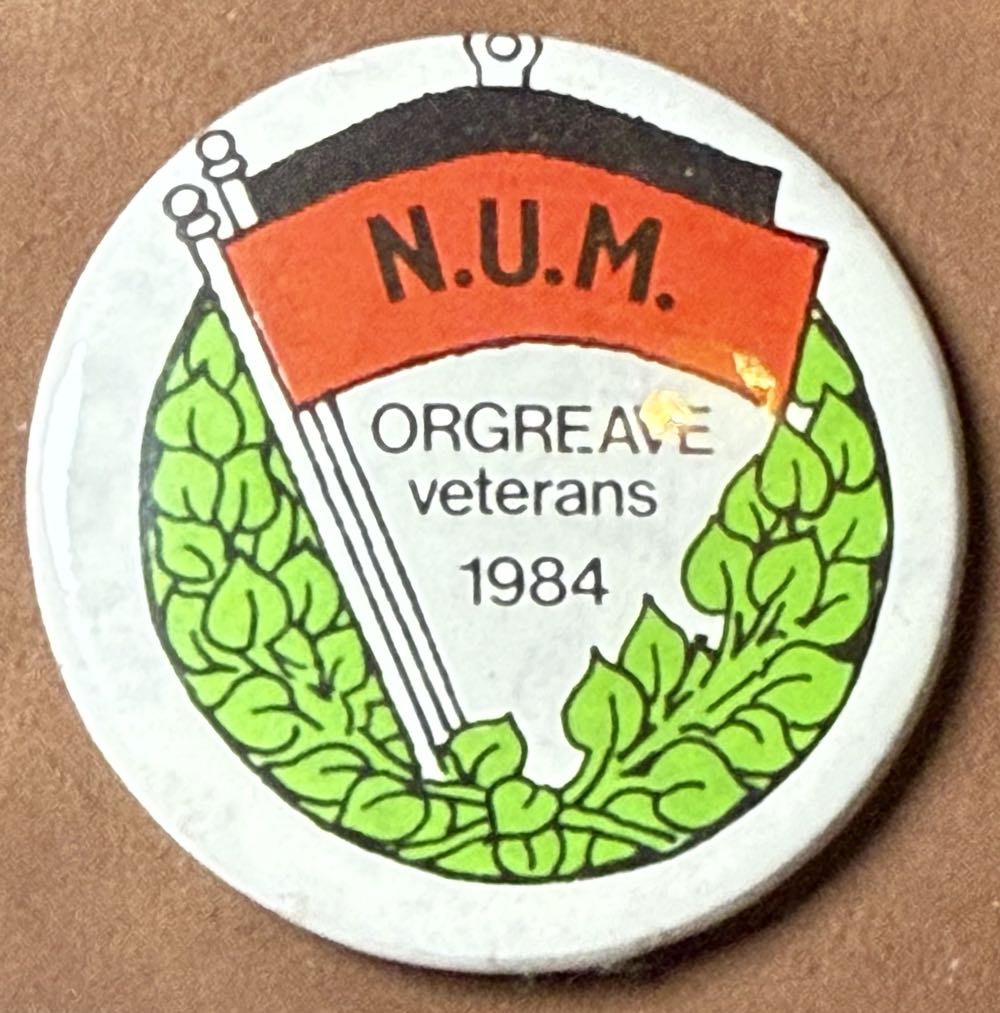 N.U.M.
ORGREAVE
veterans
1984